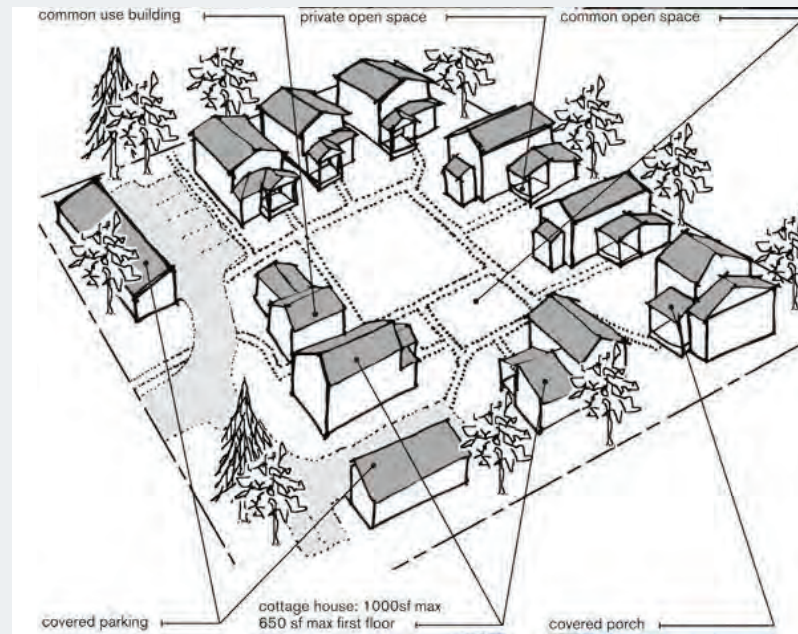 common use building
private open space
common open space
covered parking
cottage house: 1000sf max
650 sf max first floor
covered porch